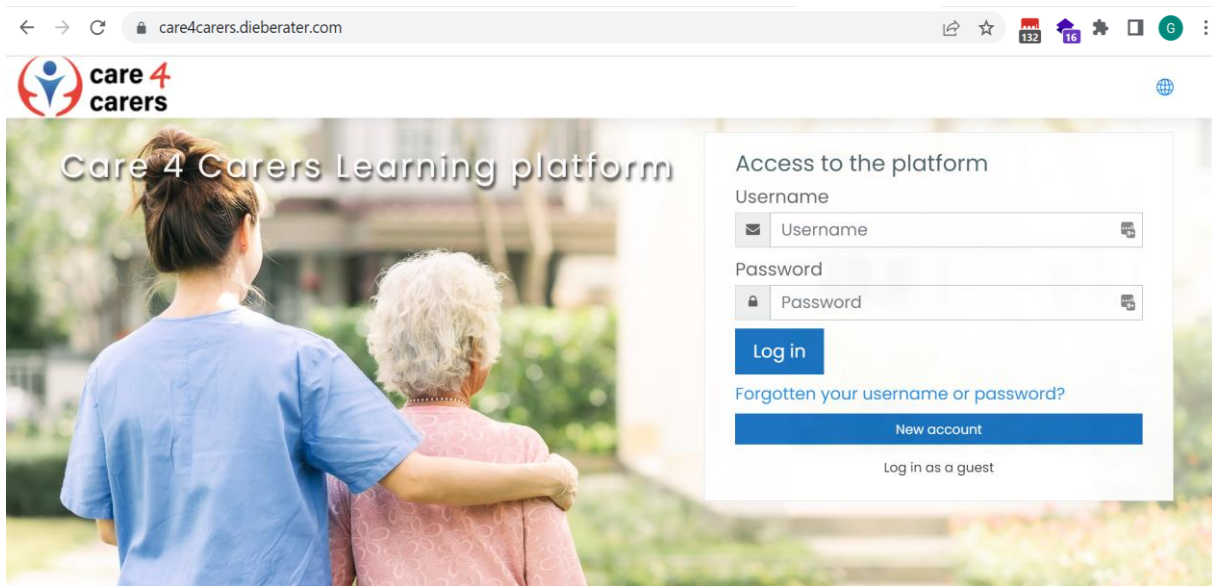 care4carers.dieberater.com
132
16
G
care 4
carers
Care 4 Carers Learning platform
Access to the platform
Username
Username
Password
Password
Log in
Forgotten your username or password?
New account
Log in as a guest